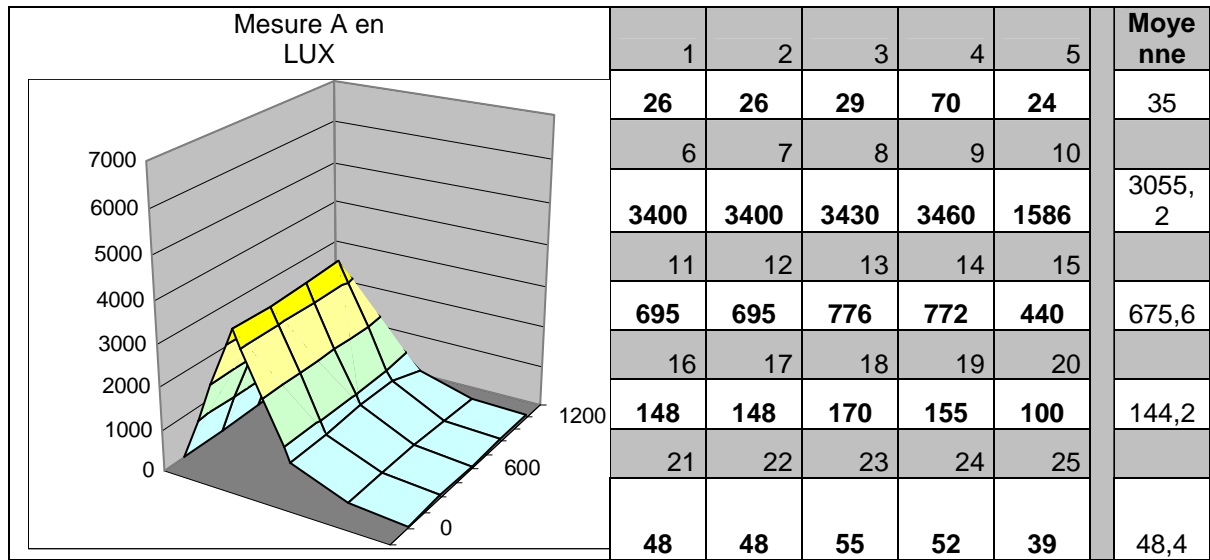 Mesure A en
LUX
7000
6000
5000
4000
3000
2000
1000
0
0
600
1200
1 2 3 4 5 Moye
nne
26 26 29 70 24 35
6 7 8 9 10
3400 3400 3430 3460 1586 3055,
2
11 12 13 14 15
695 695 776 772 440 675,6
16 17 18 19 20
148 148 170 155 100 144,2
21 22 23 24 25
48 48 55 52 39 48,4